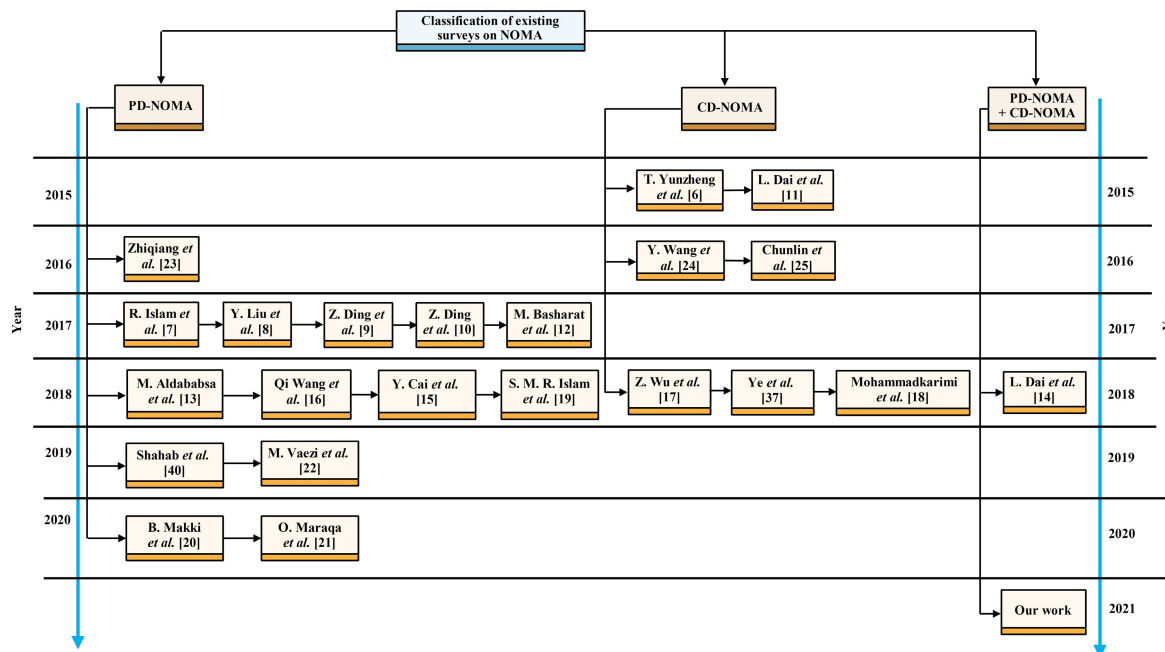 Classification of existing
surveys on NOMA
PD-NOMA
CD-NOMA
PD-NOMA
+ CD-NOMA
Year
2015
T. Yunzheng
et al. [6]
L. Dai et al.
[11]
2015
2016
Zhiqiang et
al. [23]
Y. Wang et
al. [24]
Chunlin et
al. [25]
2016
2017
R. Islam et
al. [7]
Y. Liu et
al. [8]
Z. Ding et
al. [9]
Z. Ding
et al. [10]
M. Basharat
et al. [12]
2017
2018
M. Aldababsa
et al. [13]
Qi Wang et
al. [16]
Y. Cai et al.
[15]
S. M. R. Islam
et al. [19]
Z. Wu et al.
[17]
Ye et al.
[37]
Mohammadkarimi
et al. [18]
L. Dai et al.
[14]
2018
2019
Shahab et al.
[40]
M. Vaezi et al.
[22]
2019
2020
B. Makki
et al. [20]
O. Maraqa
et al. [21]
2020
Our work
2021